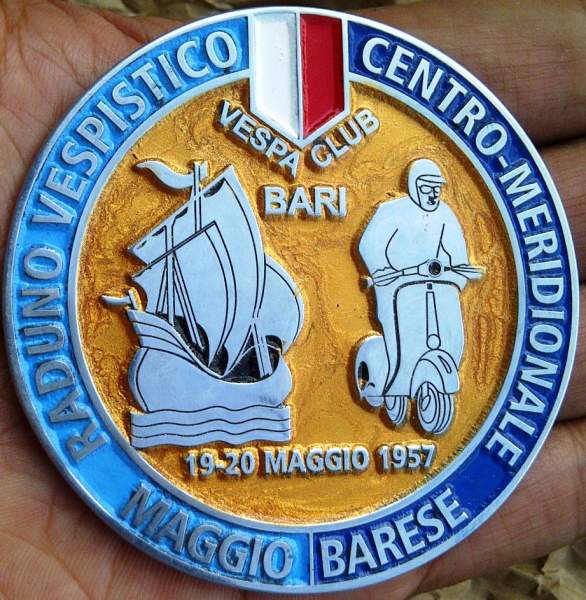 RADUNO VESPISTICO
CENTRO-MERIDIONALE
VESPA CLUB
BARI
19-20 MAGGIO 1957
MAGGIO BARESE